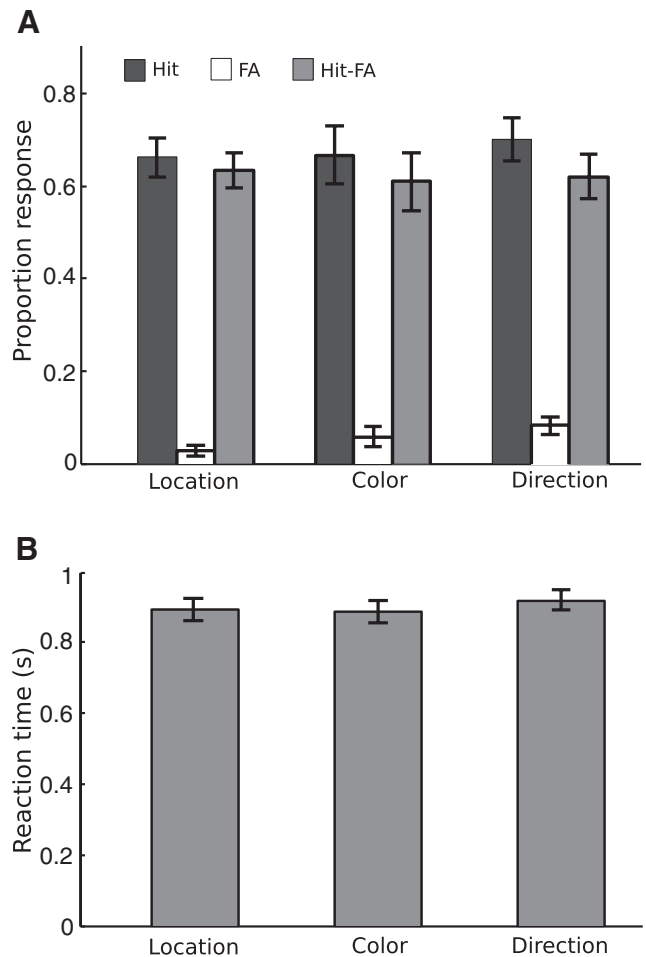 A
Hit FA Hit-FA
Proportion response
0.8
0.6
0.4
0.2
0
Location Color Direction
B
Reaction time (s)
1
0.8
0.6
0.4
0.2
0
Location Color Direction